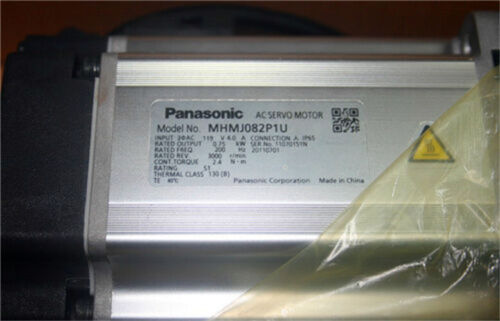 Panasonic AC SERVO MOTOR
Model No. MHMJ082P1U
INPUT 3ØAC 119 V 4.0 A CONNECTION IP65
RATED OUTPUT 0.75 kW SER No. 11070151N
RATED FREQ. 200 Hz 20110701
RATED REV. 3000 r/min
CONT. TORQUE 2.4 N·m
RATING S1
THERMAL CLASS 130 (B)
TE 40℃
Panasonic Corporation Made in China